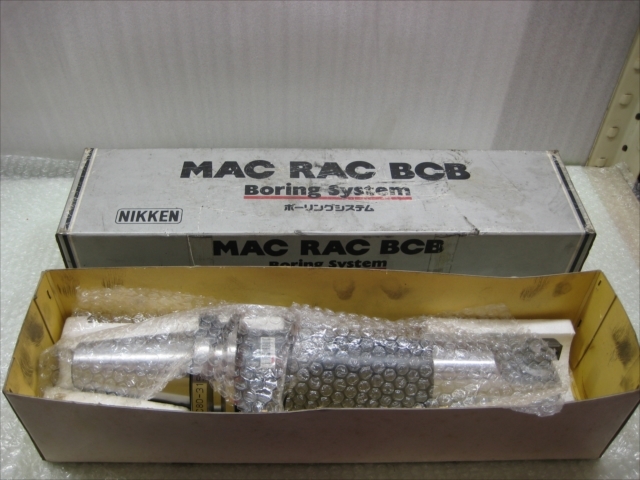 MAC RAC BCB
Boring System
ボーリングシステム
NIKKEN
MAC RAC BCB
Boring System